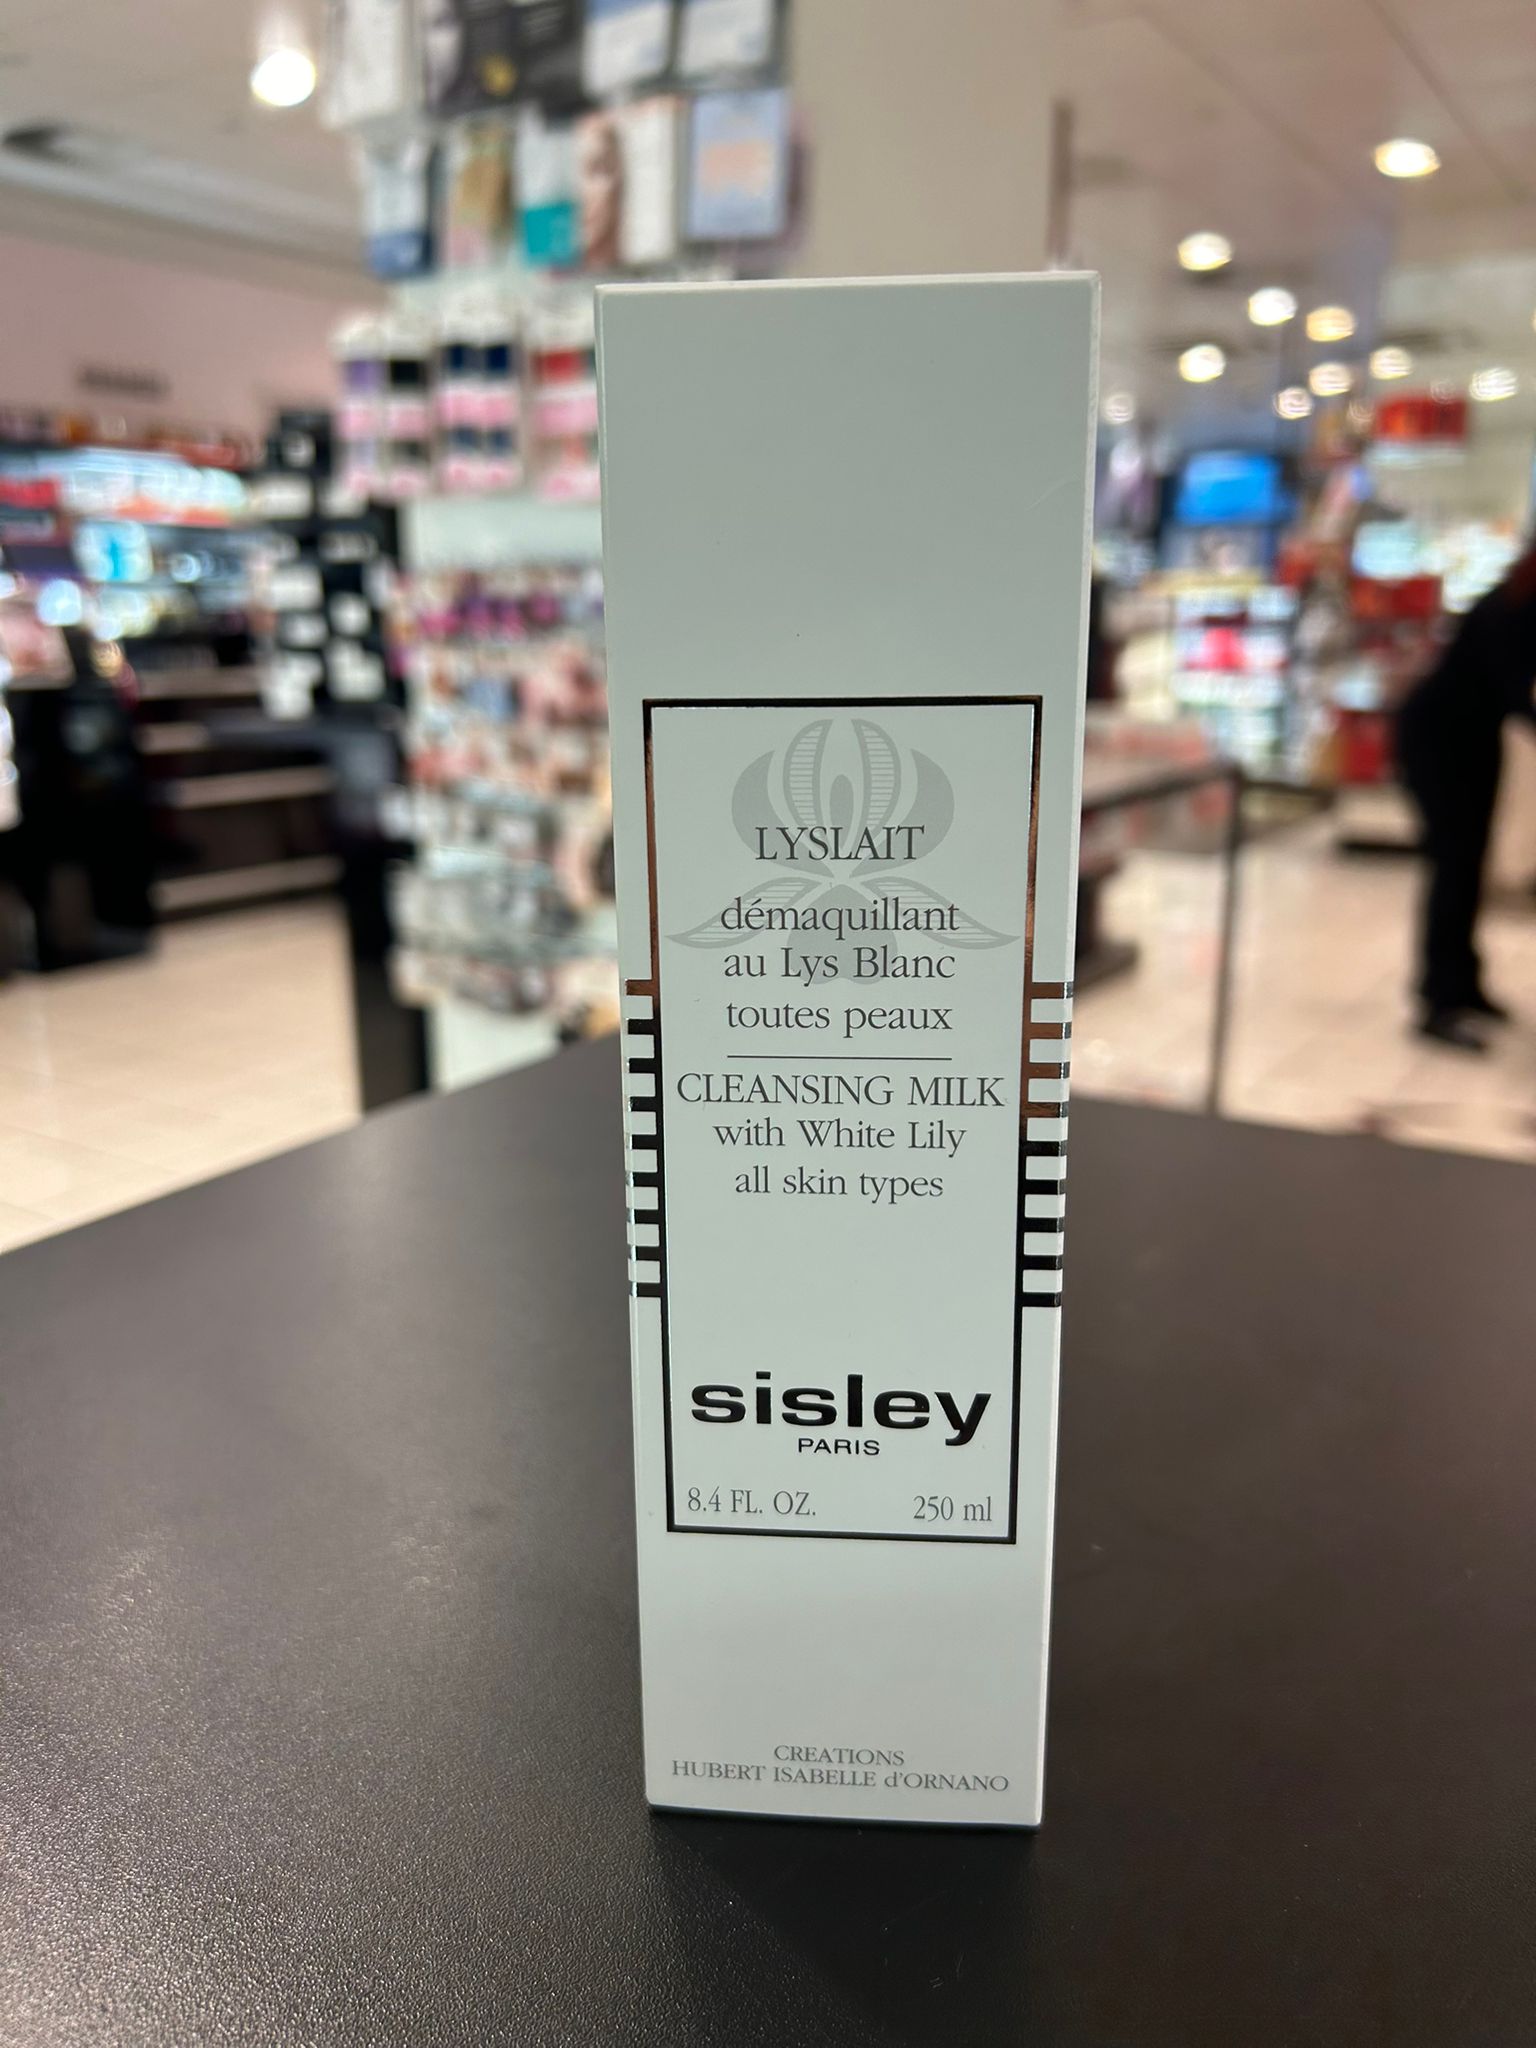 LYSLAIT
démaquillant
au Lys Blanc
toutes peaux
CLEANSING MILK
with White Lily
all skin types
sisley
PARIS
8.4 FL. OZ. 250 ml
CREATIONS
HUBERT ISABELLE d'ORNANO